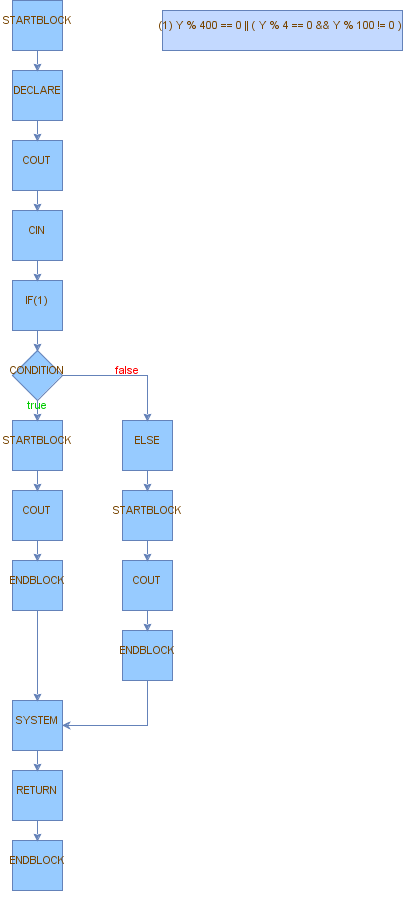 STARTBLOCK
(1) Y % 400 == 0 || ( Y % 4 == 0 && Y % 100 != 0 )
DECLARE
COUT
CIN
IF(1)
CONDITION
false
true
STARTBLOCK
ELSE
COUT
STARTBLOCK
ENDBLOCK
COUT
ENDBLOCK
SYSTEM
RETURN
ENDBLOCK